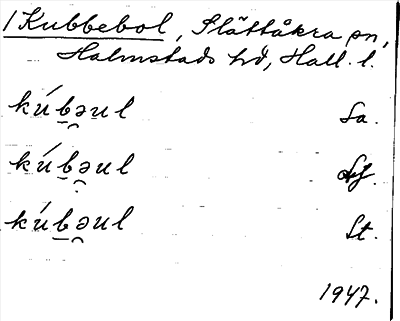 1 Kubbebol, Slättåkra sn,
Halmstads hd, Hall. l.
kúbəul Sa.
kúbəul
kúbəul St.
1947.